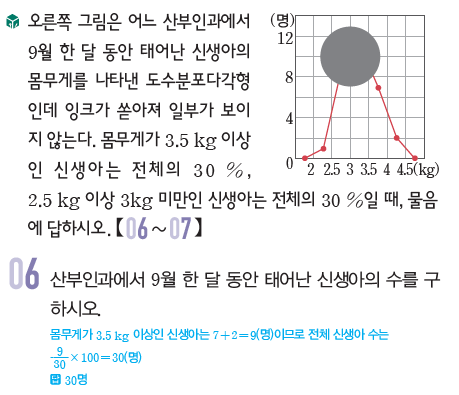 오른쪽 그림은 어느 산부인과에서
9월 한 달 동안 태어난 신생아의
몸무게를 나타낸 도수분포다각형
인데 잉크가 쏟아져 일부가 보이
지 않는다. 몸무게가 3.5 kg 이상
인 신생아는 전체의 30 %,
2.5 kg 이상 3kg 미만인 신생아는 전체의 30 %일 때, 물음
에 답하시오.【06~07】
(명)
12
8
4
0
2 2.5 3 3.5 4 4.5(kg)
06 산부인과에서 9월 한 달 동안 태어난 신생아의 수를 구
하시오.
몸무게가 3.5 kg 이상인 신생아는 7+2=9(명)이므로 전체 신생아 수는
9/30 × 100=30(명)
답 30명